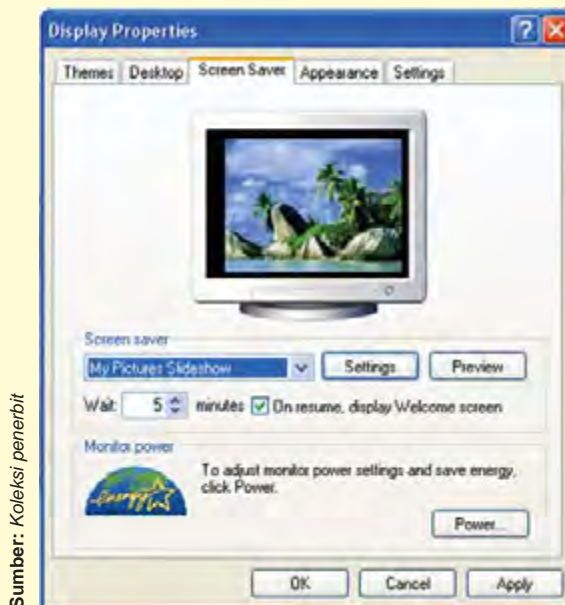 Display Properties
Themes Desktop Screen Saver Appearance Settings
Screen saver
My Pictures Slideshow Settings Preview
Wait: 5 minutes On resume, display Welcome screen
Monitor power
To adjust monitor power settings and save energy,
click Power.
energy
Power...
OK Cancel Apply
Sumber: Koleksi penerbit